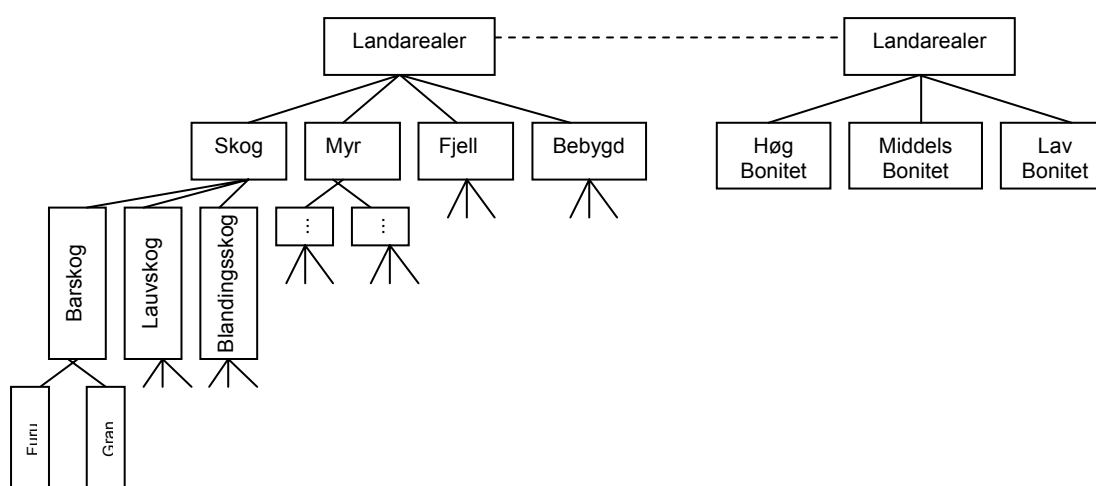 Landarealer
Landarealer
Skog
Myr
Fjell
Bebygd
Høg
Bonitet
Middels
Bonitet
Lav
Bonitet
...
...
Barskog
Lauvskog
Blandingsskog
Furu
Gran